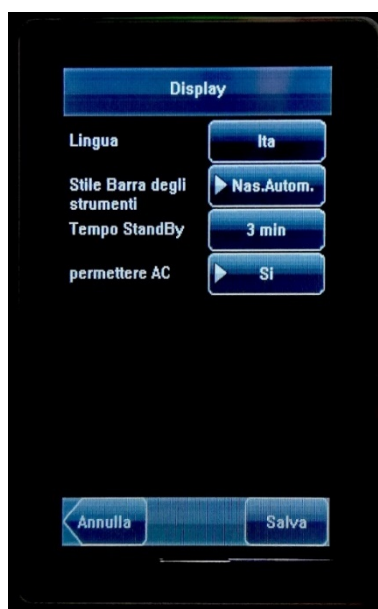 Display
Lingua
Ita
Stile Barra degli
strumenti
Nas.Autom.
Tempo StandBy
3 min
permettere AC
Si
Annulla
Salva